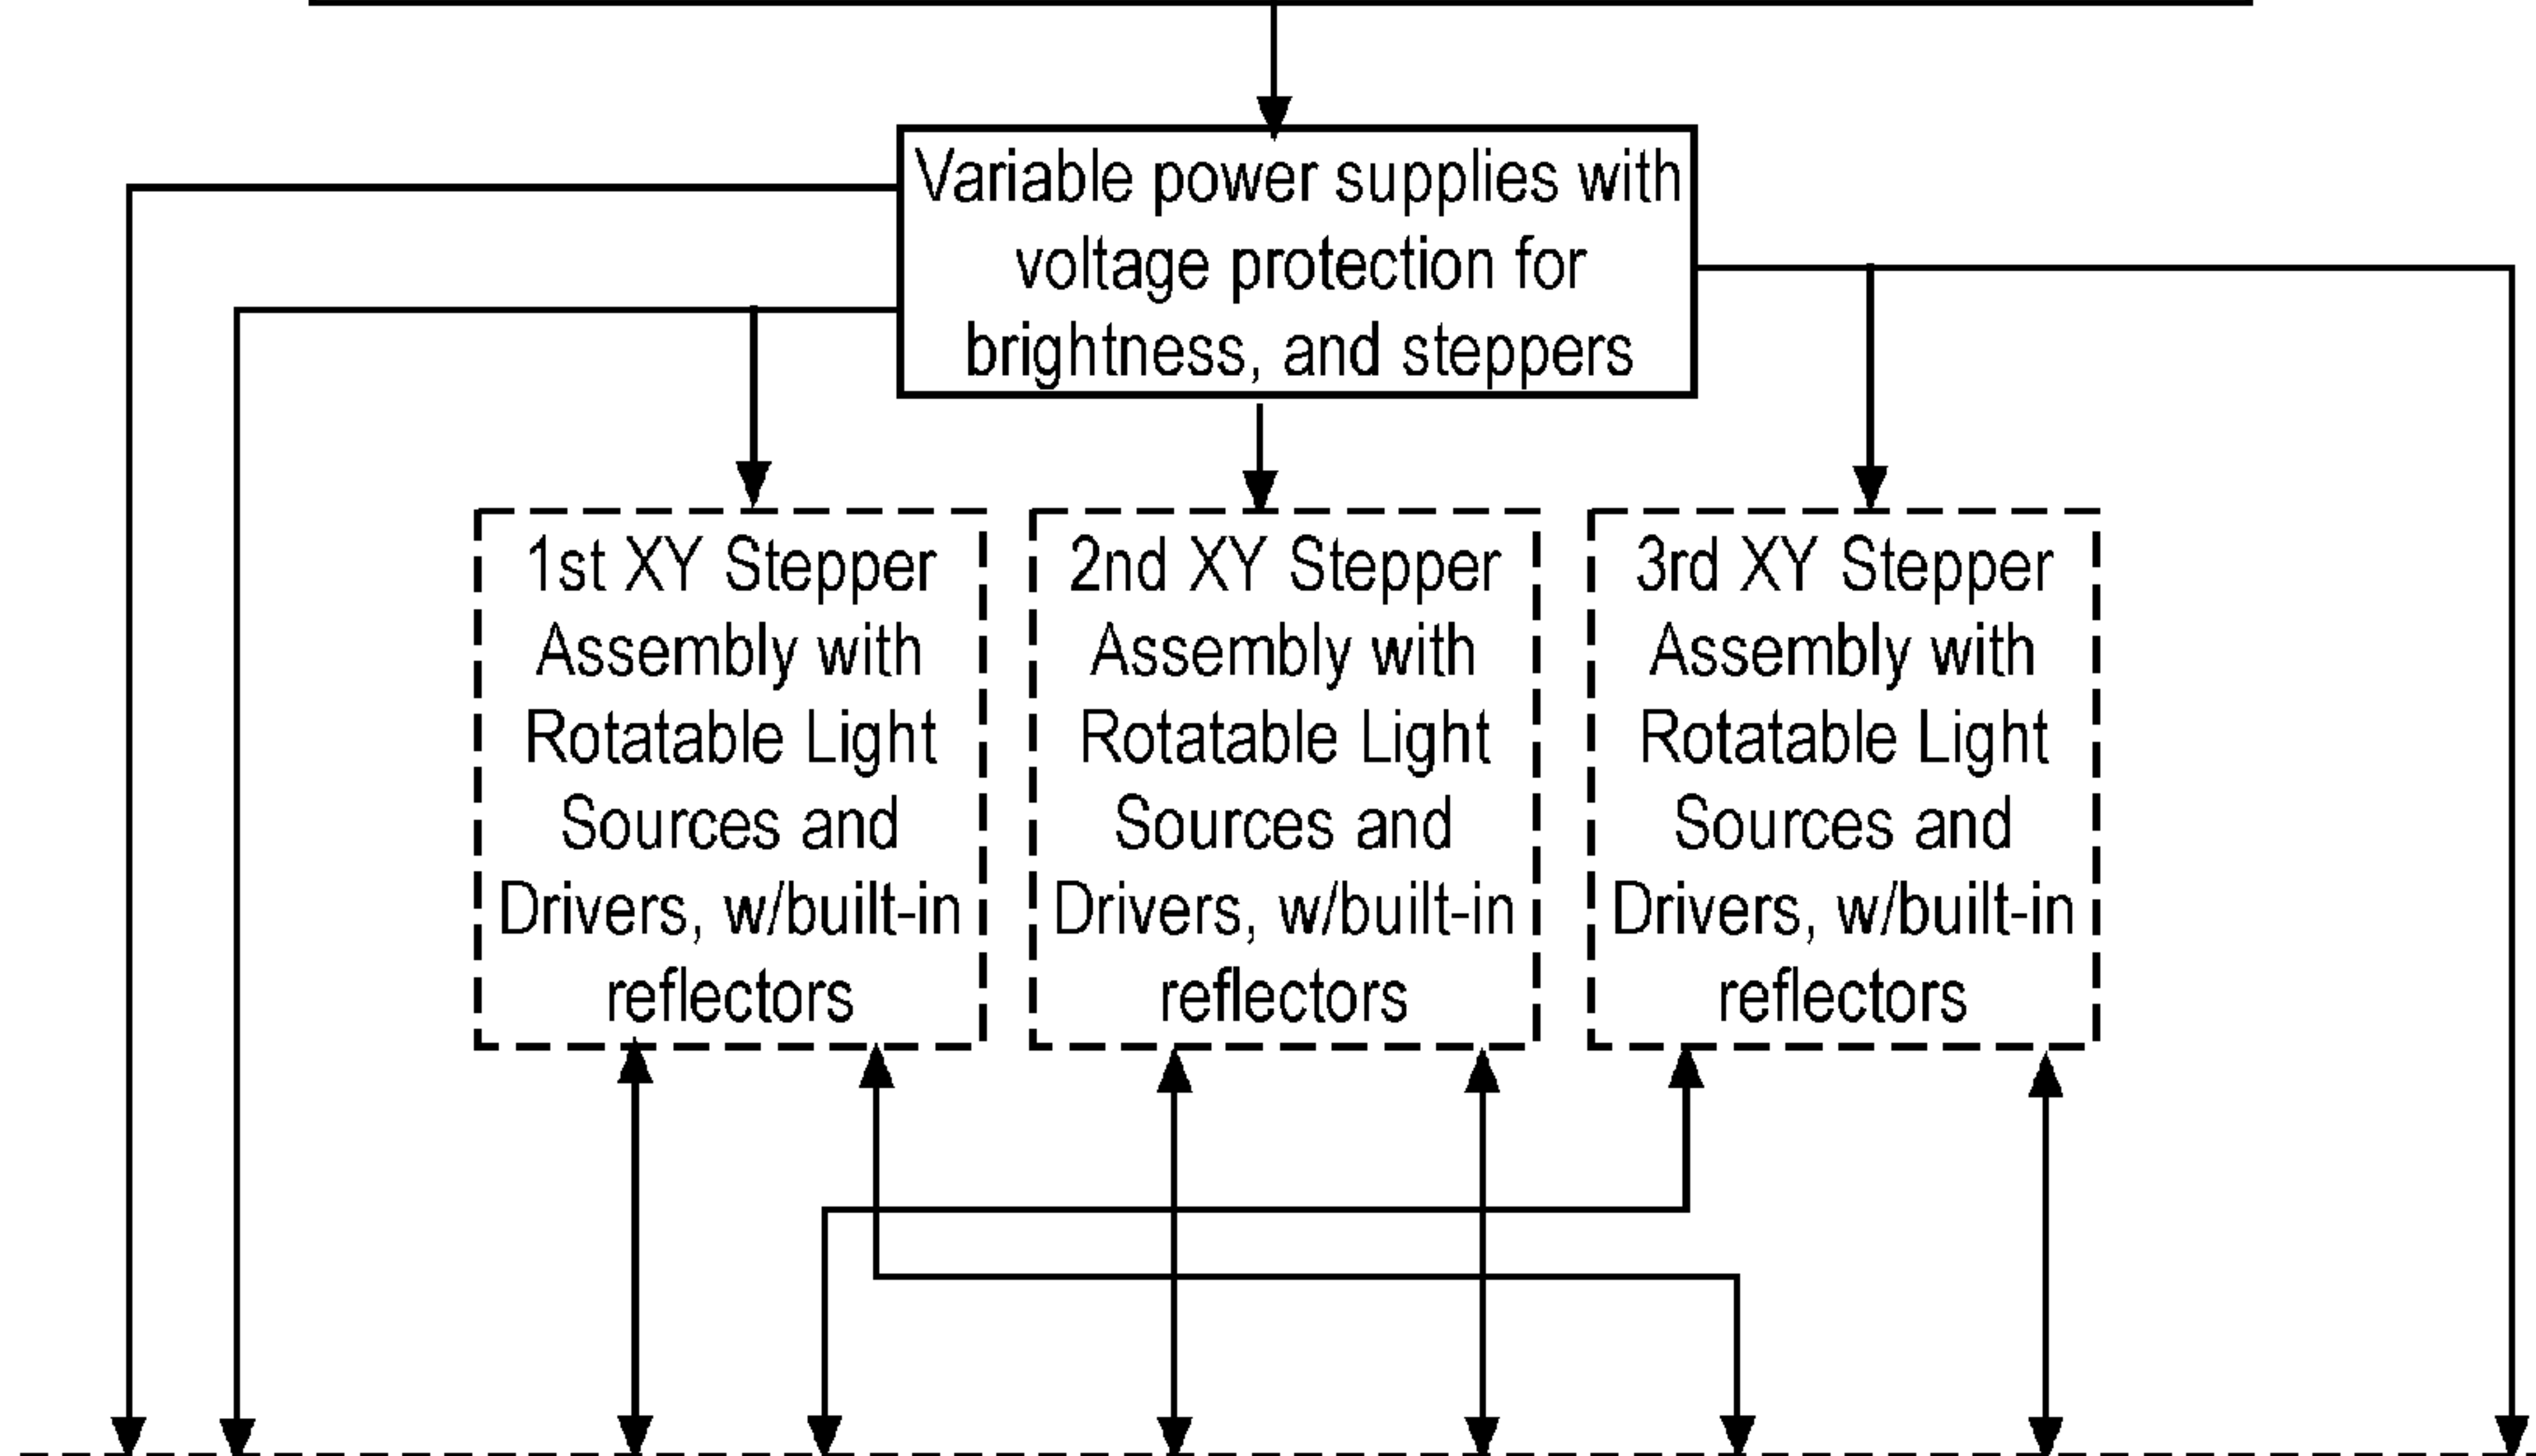 Variable power supplies with
voltage protection for
brightness, and steppers
1st XY Stepper
Assembly with
Rotatable Light
Sources and
Drivers, w/built-in
reflectors
2nd XY Stepper
Assembly with
Rotatable Light
Sources and
Drivers, w/built-in
reflectors
3rd XY Stepper
Assembly with
Rotatable Light
Sources and
Drivers, w/built-in
reflectors